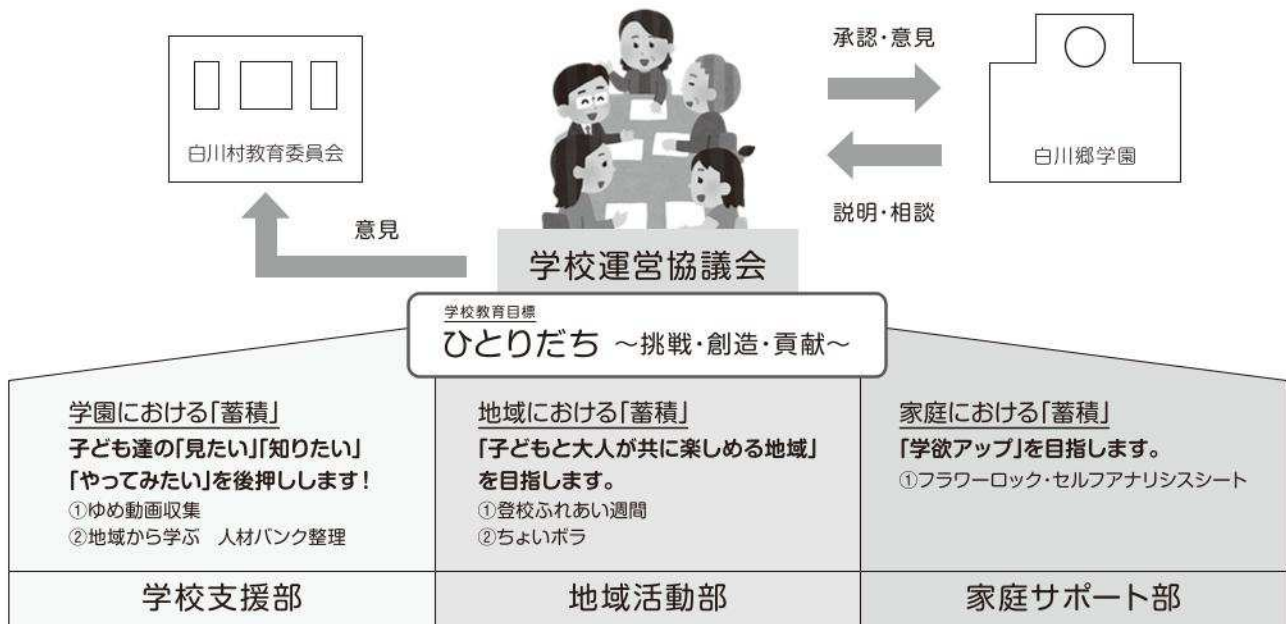 承認・意見
白川村教育委員会
白川郷学園
説明・相談
意見
学校運営協議会
学校教育目標
ひとりだち ～挑戦・創造・貢献～
学園における「蓄積」
子ども達の「見たい」「知りたい」
「やってみたい」を後押しします！
①ゆめ動画収集
②地域から学ぶ　人材バンク整理
学校支援部
地域における「蓄積」
「子どもと大人が共に楽しめる地域」
を目指します。
①登校ふれあい週間
②ちょいボラ
地域活動部
家庭における「蓄積」
「学欲アップ」を目指します。
①フラワーロック・セルフアナリシスシート
家庭サポート部